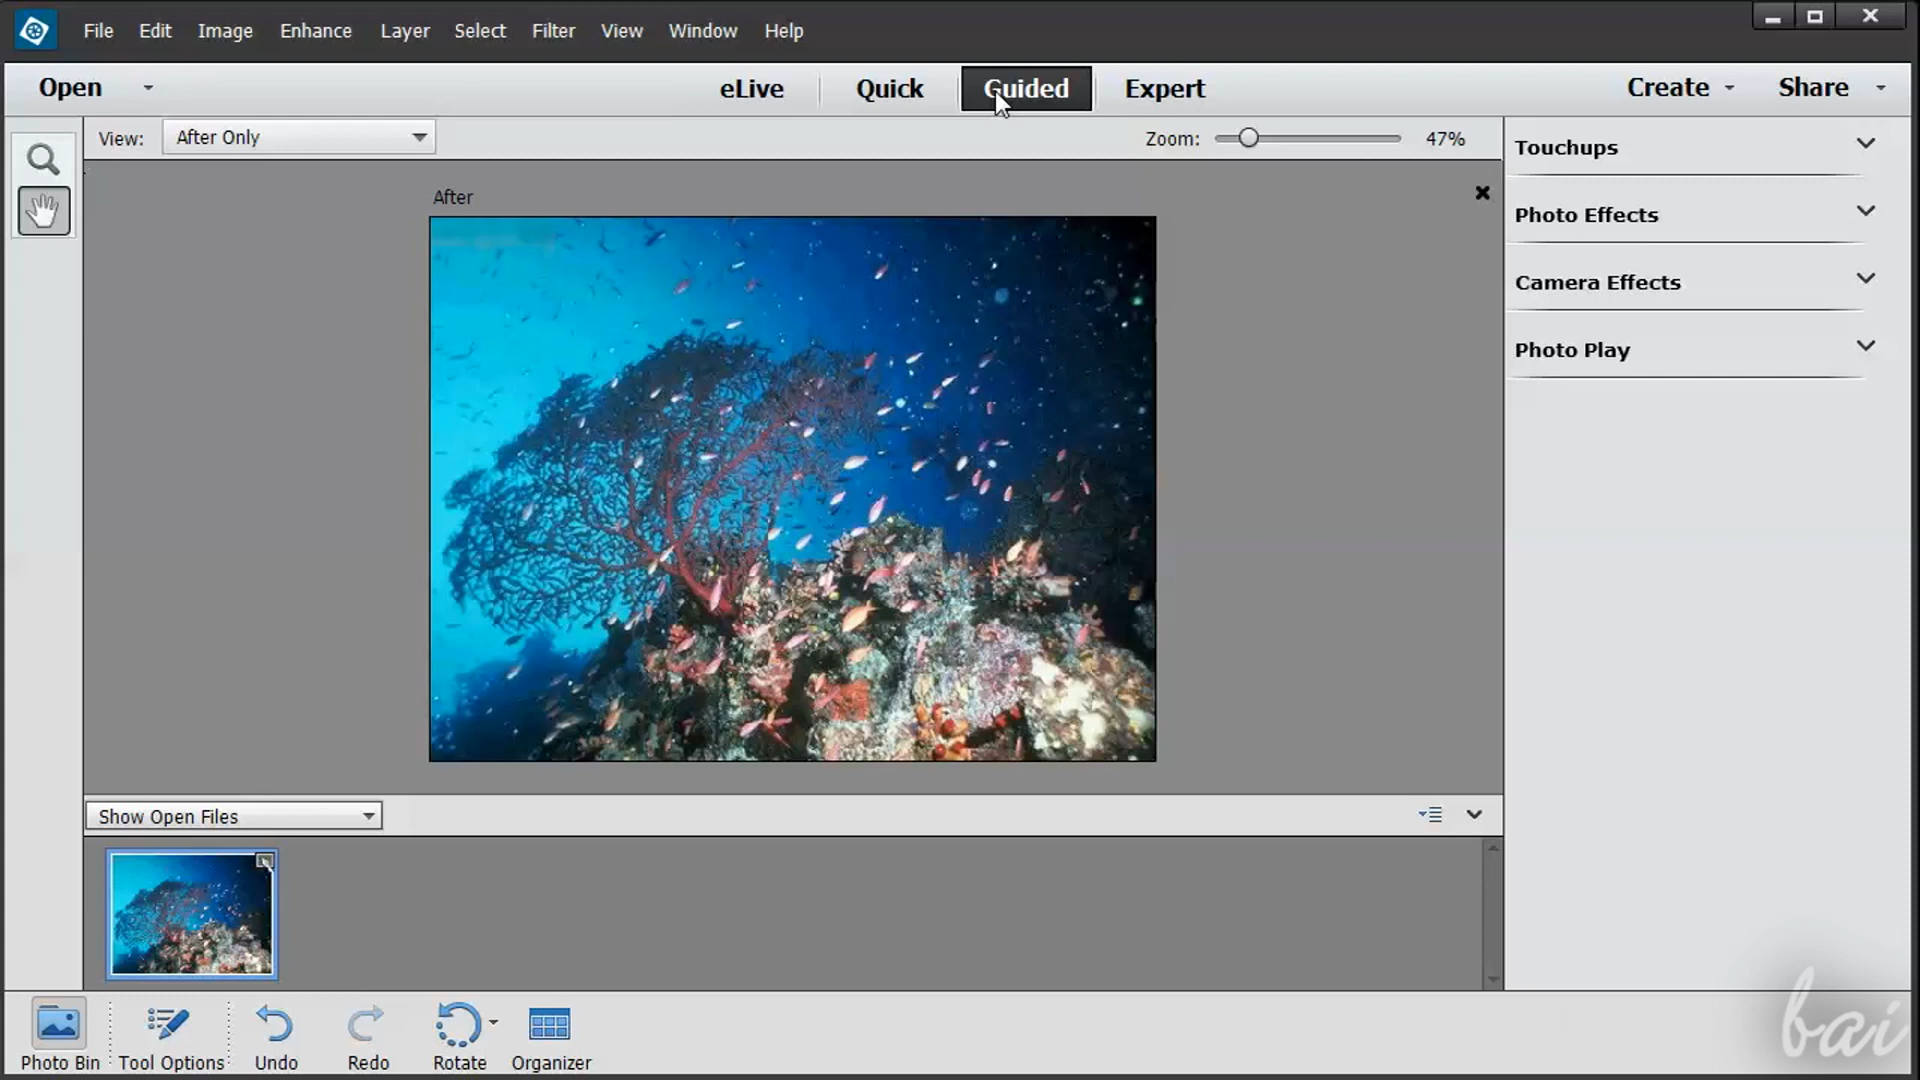 File Edit Image Enhance Layer Select Filter View Window Help
Open eLive Quick Guided Expert Create Share
View: After Only Zoom: 47%
After
Touchups
Photo Effects
Camera Effects
Photo Play
Show Open Files
Photo Bin Tool Options Undo Redo Rotate Organizer
bai